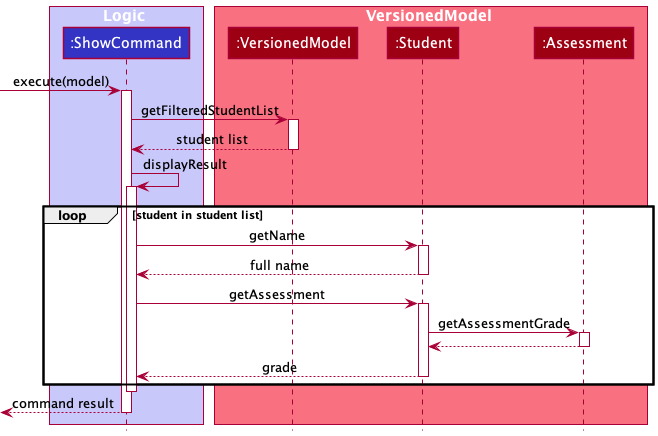 Logic
VersionedModel
:ShowCommand
:VersionedModel
:Student
:Assessment
execute(model)
getFilteredStudentList
student list
displayResult
loop
[student in student list]
getName
full name
getAssessment
getAssessmentGrade
grade
command result